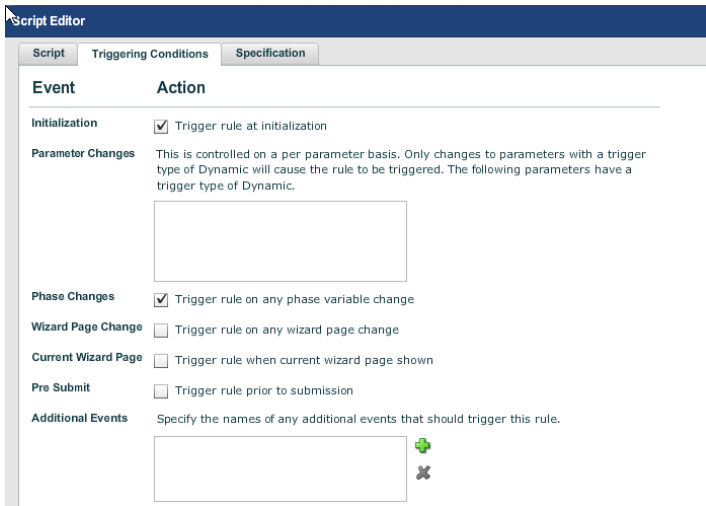 Script Editor
Script Triggering Conditions Specification
Event Action
Initialization Trigger rule at initialization
Parameter Changes This is controlled on a per parameter basis. Only changes to parameters with a trigger
type of Dynamic will cause the rule to be triggered. The following parameters have a
trigger type of Dynamic.
Phase Changes Trigger rule on any phase variable change
Wizard Page Change Trigger rule on any wizard page change
Current Wizard Page Trigger rule when current wizard page shown
Pre Submit Trigger rule prior to submission
Additional Events Specify the names of any additional events that should trigger this rule.